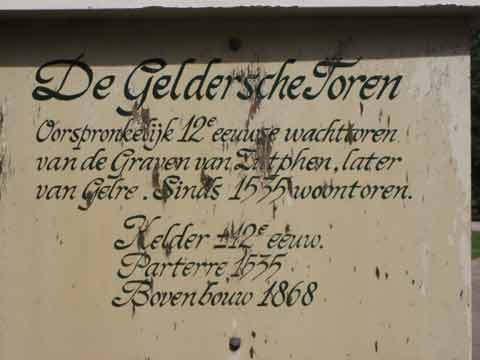 De Geldersche Toren
Oorspronkelijk 12e eeuwse wachttoren
van de Graven van Zutphen, later
van Gelre. Sinds 1535 woontoren.
Kelder ±12e eeuw.
Parterre 1535
Bovenbouw 1868